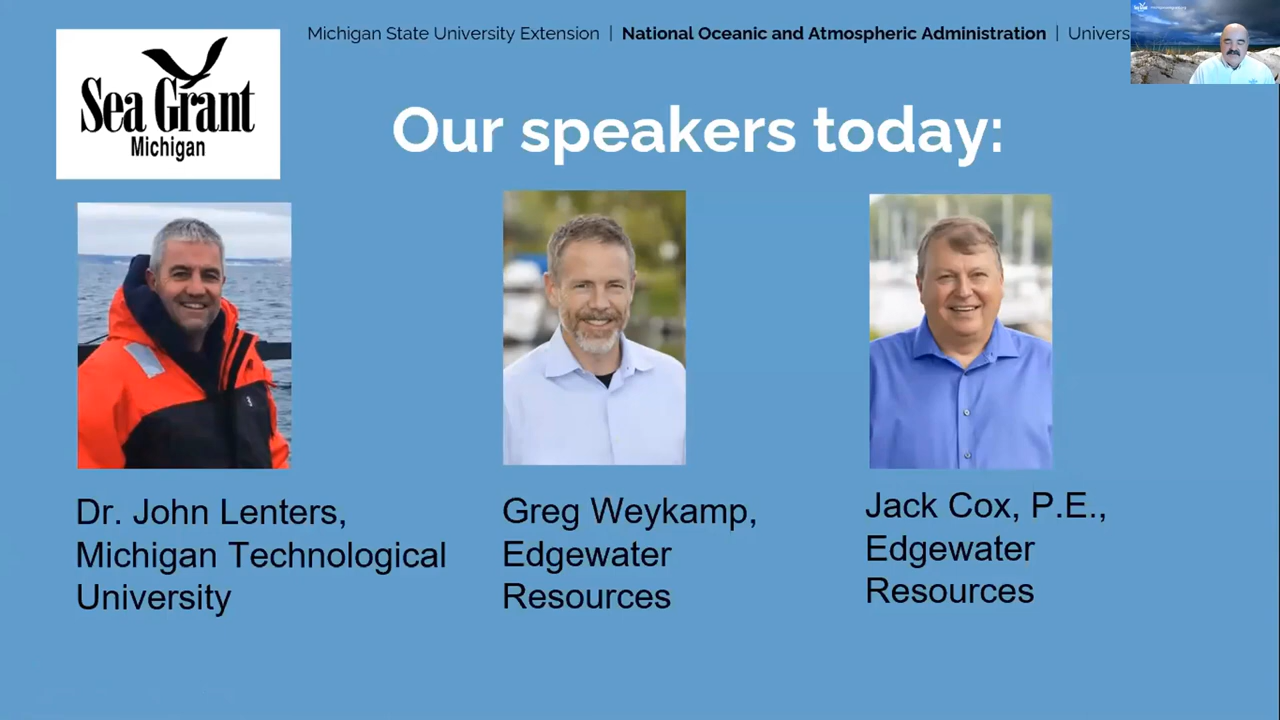 Michigan State University Extension | National Oceanic and Atmospheric Administration | Univers
Sea Grant
Michigan
Our speakers today:
Dr. John Lenters,
Michigan Technological
University
Greg Weykamp,
Edgewater
Resources
Jack Cox, P.E.,
Edgewater
Resources